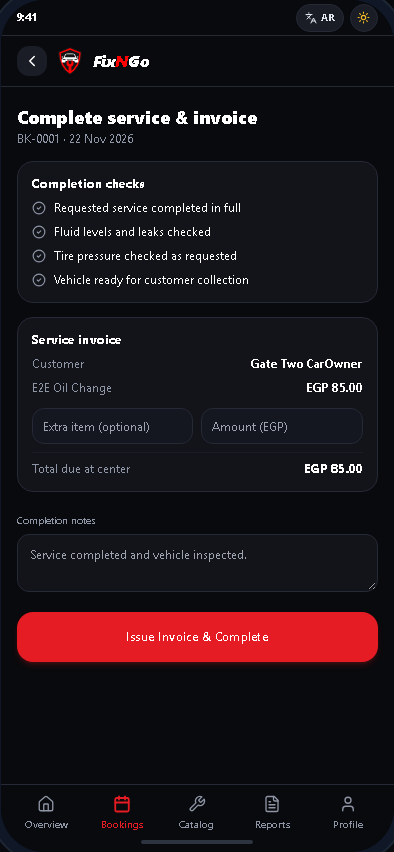 9:41
AR
FixNGo
Complete service & invoice
BK-0001 · 22 Nov 2026
Completion checks
Requested service completed in full
Fluid levels and leaks checked
Tire pressure checked as requested
Vehicle ready for customer collection
Service invoice
Customer Gate Two CarOwner
E2E Oil Change EGP 85.00
Extra item (optional) Amount (EGP)
Total due at center EGP 85.00
Completion notes
Service completed and vehicle inspected.
Issue Invoice & Complete
Overview Bookings Catalog Reports Profile